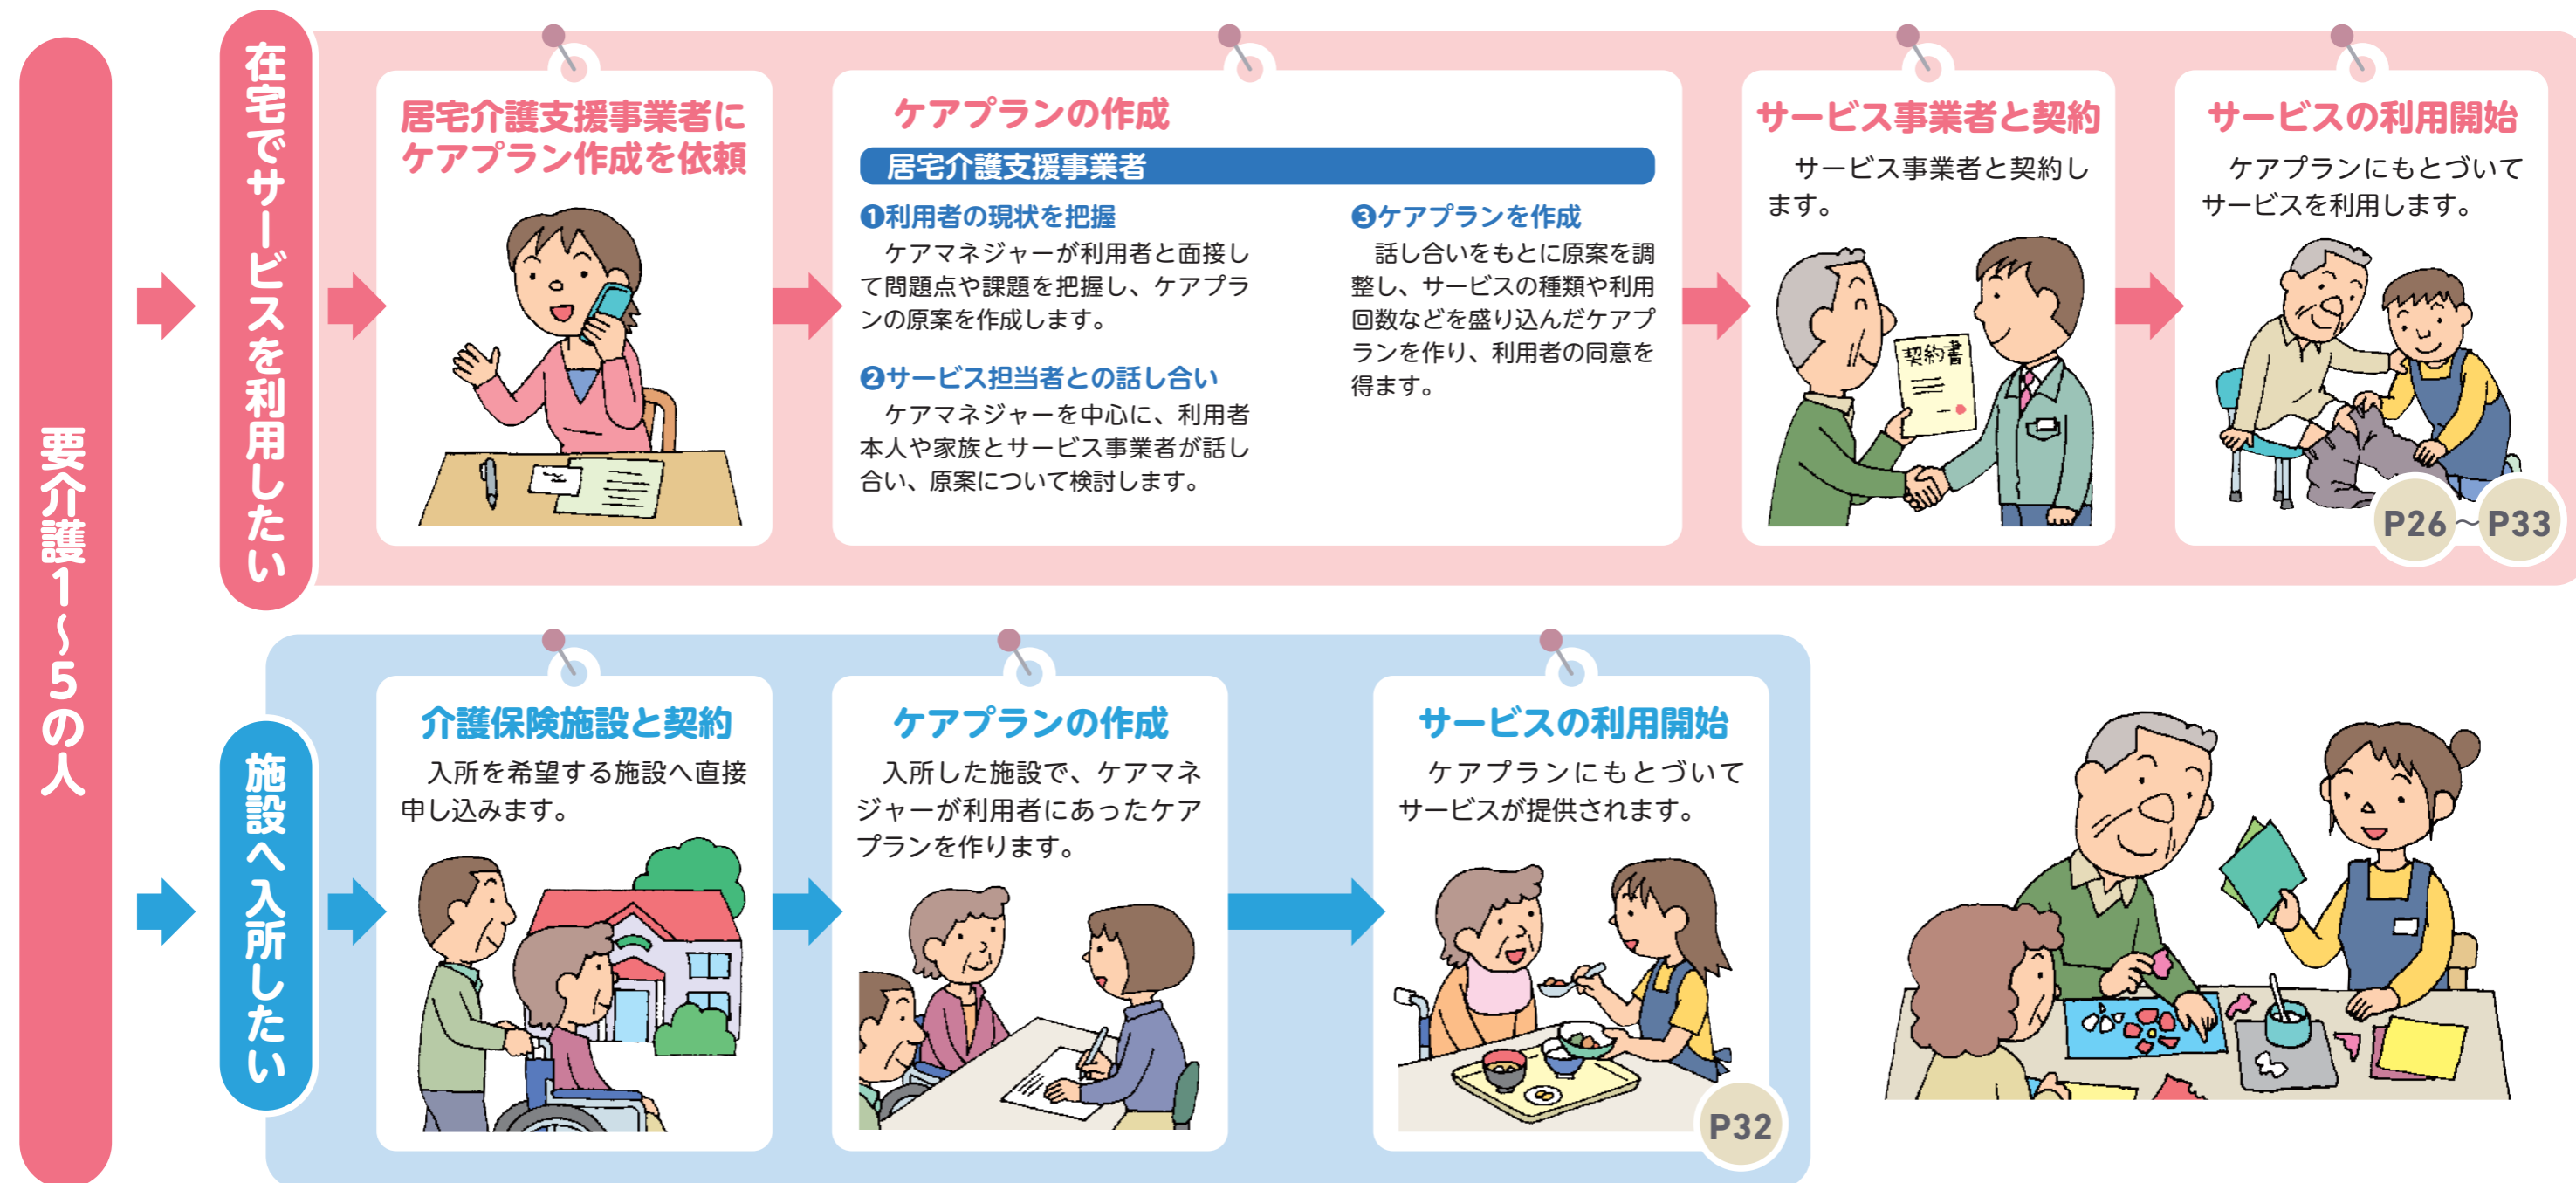 要介護1〜5の人
在宅でサービスを利用したい
居宅介護支援事業者に
ケアプラン作成を依頼
ケアプランの作成
居宅介護支援事業者
❶利用者の現状を把握
ケアマネジャーが利用者と面接し
て問題点や課題を把握し、ケアプラ
ンの原案を作成します。
❷サービス担当者との話し合い
ケアマネジャーを中心に、利用者
本人や家族とサービス事業者が話し
合い、原案について検討します。
❸ケアプランを作成
話し合いをもとに原案を調
整し、サービスの種類や利用
回数などを盛り込んだケアプ
ランを作り、利用者の同意を
得ます。
サービス事業者と契約
サービス事業者と契約し
ます。
契約書
サービスの利用開始
ケアプランにもとづいて
サービスを利用します。
P26〜P33
施設へ入所したい
介護保険施設と契約
入所を希望する施設へ直接
申し込みます。
ケアプランの作成
入所した施設で、ケアマネ
ジャーが利用者にあったケア
プランを作ります。
サービスの利用開始
ケアプランにもとづいて
サービスが提供されます。
P32